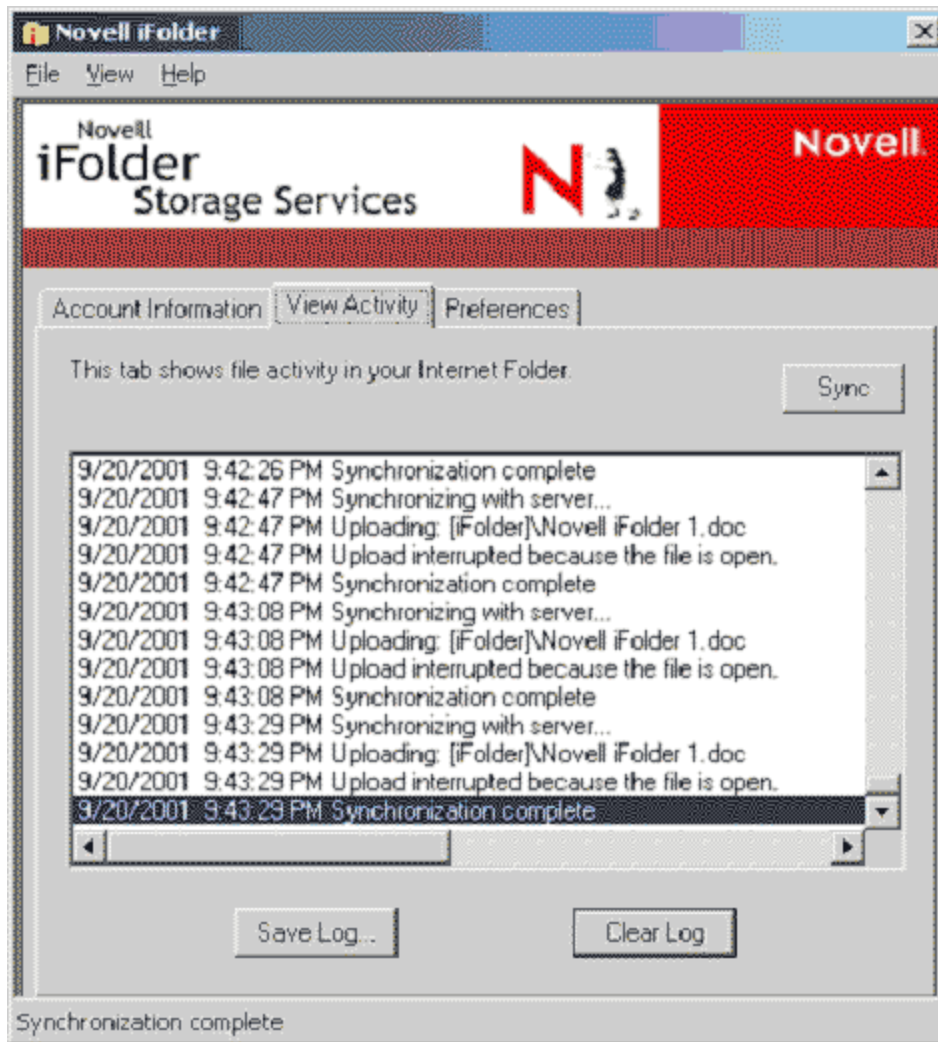 Novell iFolder
File View Help
Novell
iFolder
Storage Services
N
Novell.
Account Information View Activity Preferences
This tab shows file activity in your Internet Folder.
Sync
9/20/2001 9:42:26 PM Synchronization complete
9/20/2001 9:42:47 PM Synchronizing with server...
9/20/2001 9:42:47 PM Uploading: [iFolder]\Novell iFolder 1.doc
9/20/2001 9:42:47 PM Upload interrupted because the file is open.
9/20/2001 9:42:47 PM Synchronization complete
9/20/2001 9:43:08 PM Synchronizing with server...
9/20/2001 9:43:08 PM Uploading: [iFolder]\Novell iFolder 1.doc
9/20/2001 9:43:08 PM Upload interrupted because the file is open.
9/20/2001 9:43:08 PM Synchronization complete
9/20/2001 9:43:29 PM Synchronizing with server...
9/20/2001 9:43:29 PM Uploading: [iFolder]\Novell iFolder 1.doc
9/20/2001 9:43:29 PM Upload interrupted because the file is open.
9/20/2001 9:43:29 PM Synchronization complete
Save Log... Clear Log
Synchronization complete